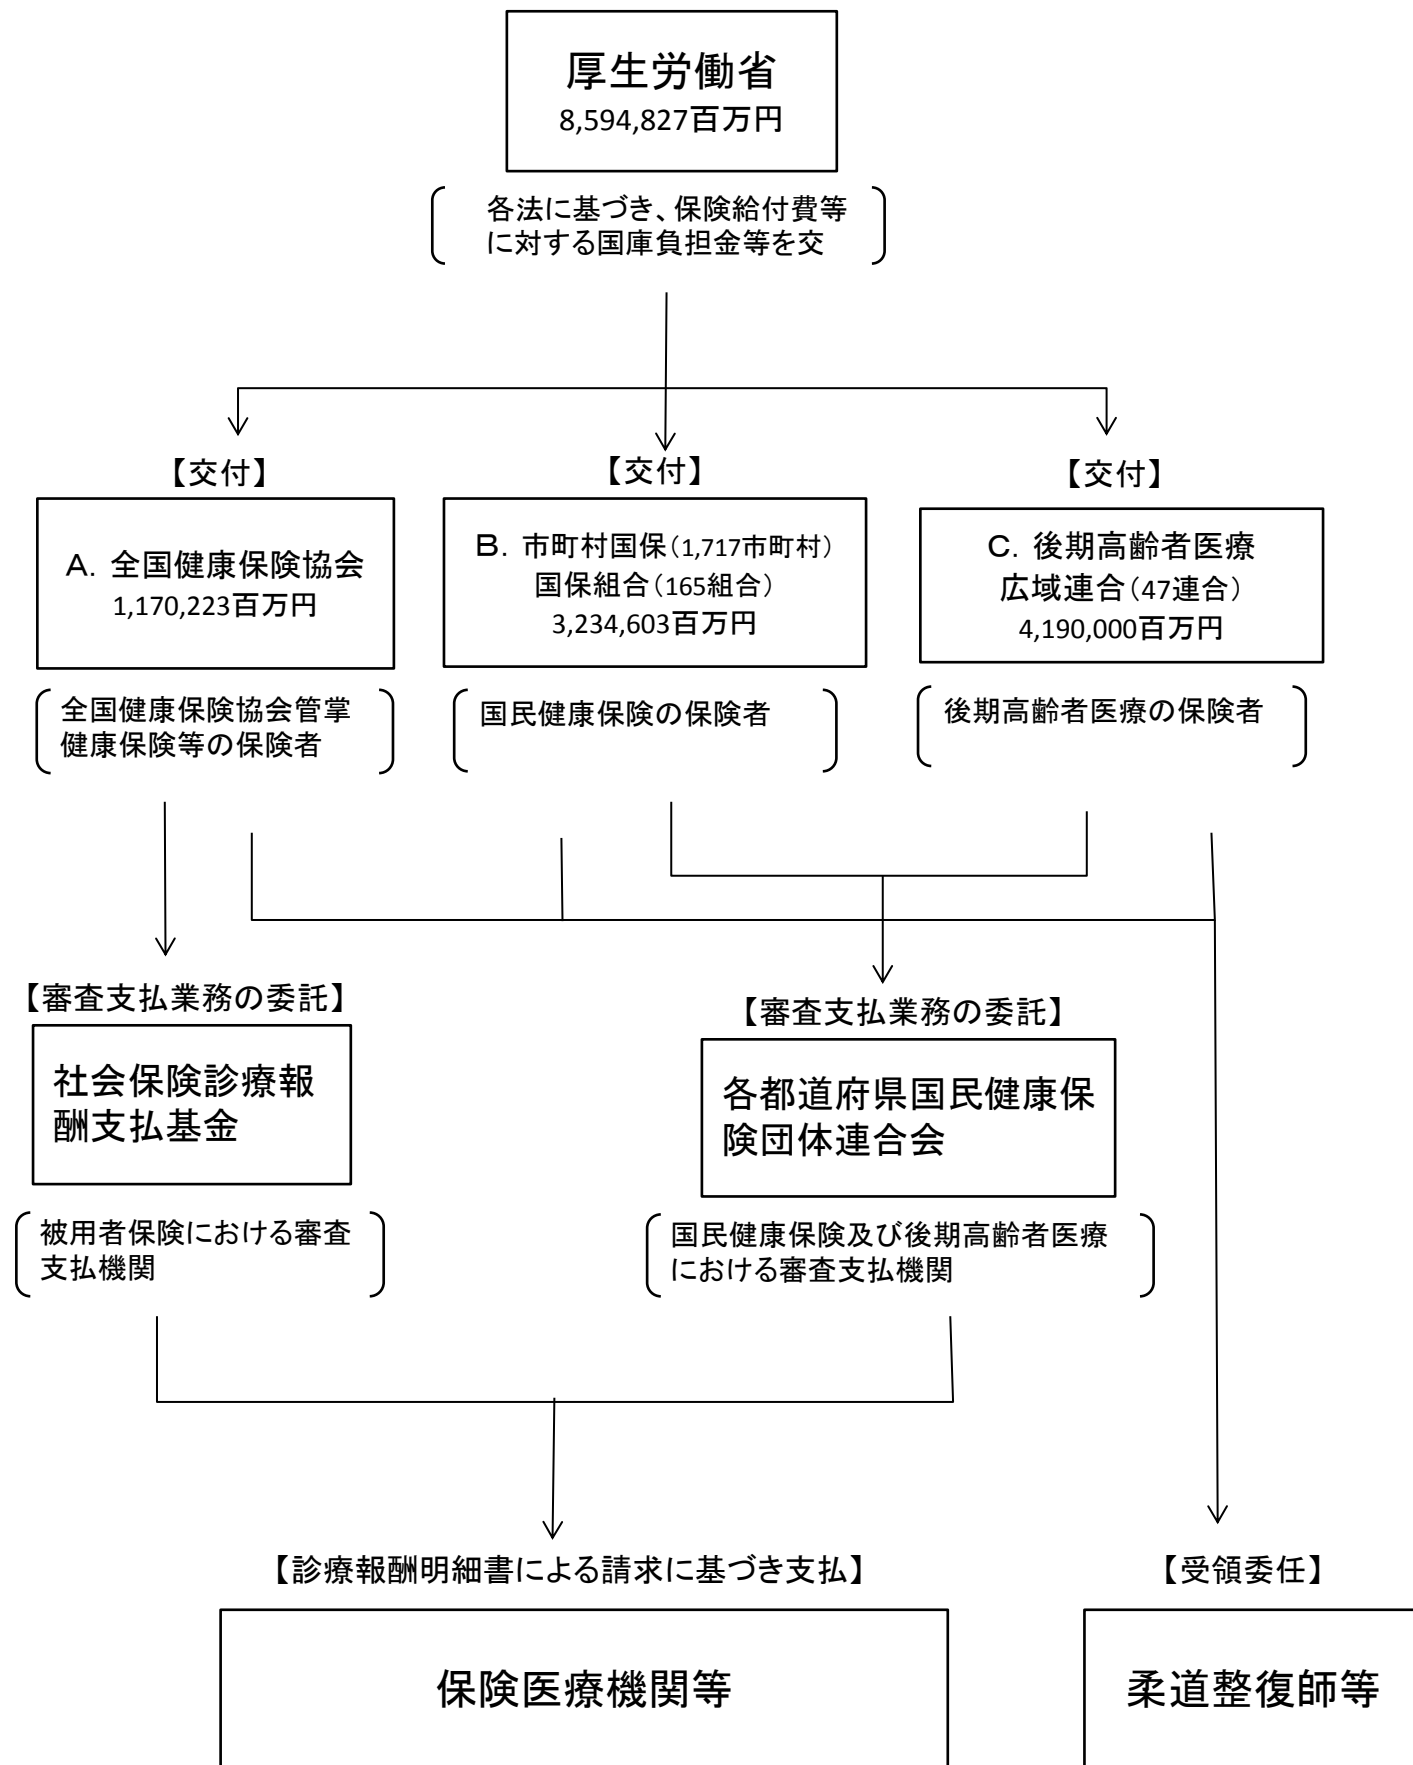 厚生労働省
8,594,827百万円
各法に基づき、保険給付費等
に対する国庫負担金等を交
【交付】
A．全国健康保険協会
1,170,223百万円
全国健康保険協会管掌
健康保険等の保険者
【交付】
B．市町村国保（1,717市町村）
国保組合（165組合）
3,234,603百万円
国民健康保険の保険者
【交付】
C．後期高齢者医療
広域連合（47連合）
4,190,000百万円
後期高齢者医療の保険者
【審査支払業務の委託】
社会保険診療報
酬支払基金
被用者保険における審査
支払機関
【審査支払業務の委託】
各都道府県国民健康保
険団体連合会
国民健康保険及び後期高齢者医療
における審査支払機関
【診療報酬明細書による請求に基づき支払】
保険医療機関等
【受領委任】
柔道整復師等